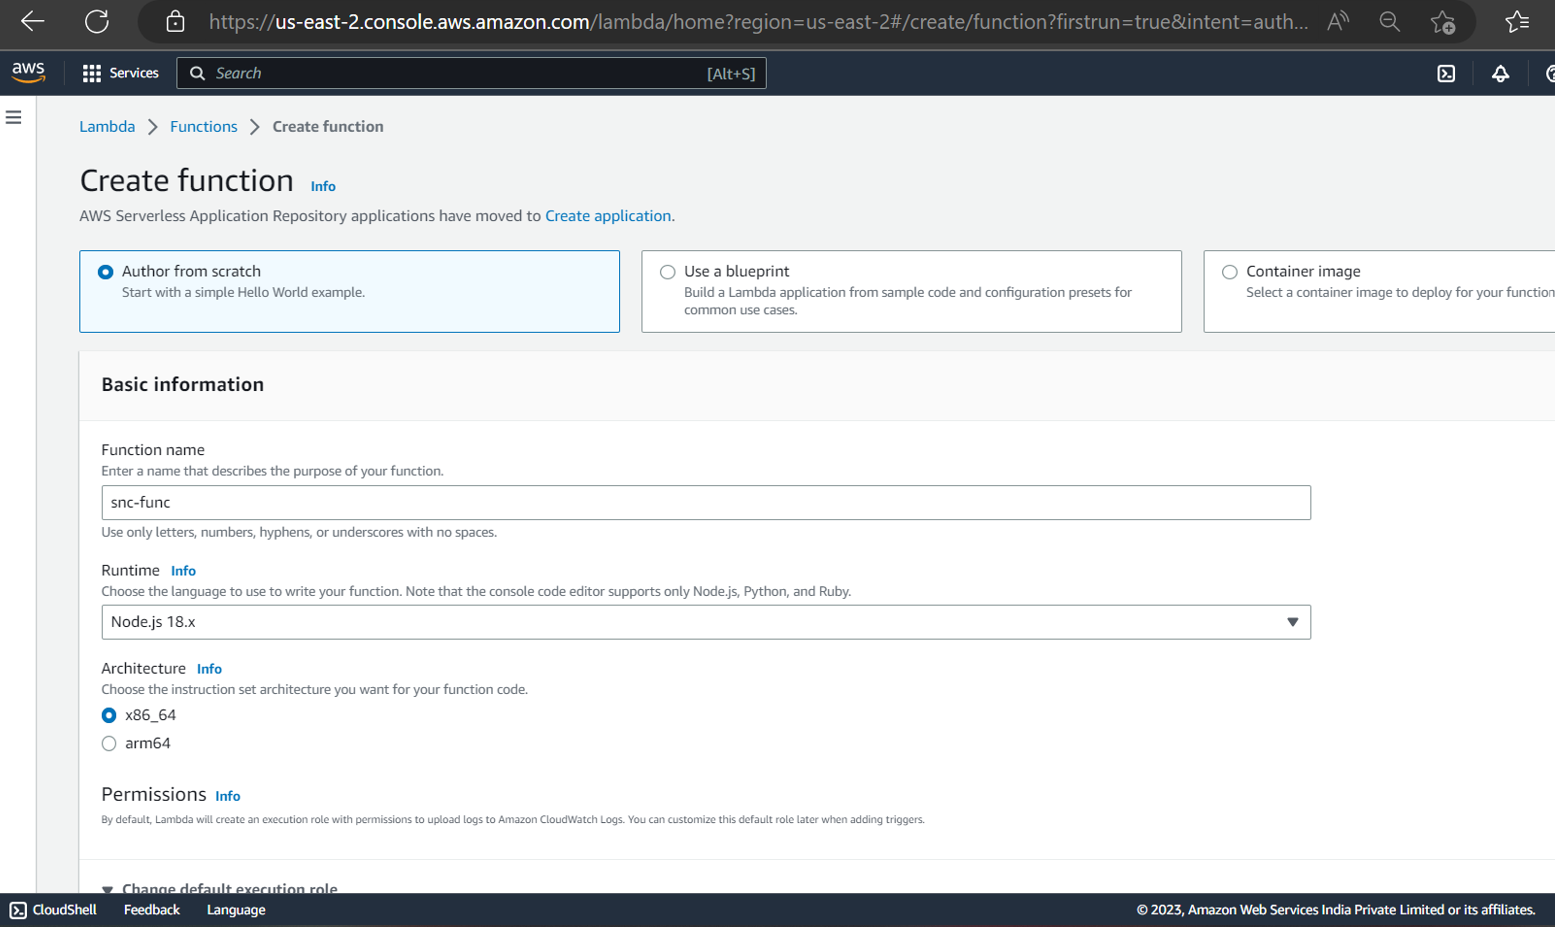 https://us-east-2.console.aws.amazon.com/lambda/home?region=us-east-2#/create/function?firstrun=true&intent=auth...
aws
Services
Search
[Alt+S]
Lambda > Functions > Create function
Create function Info
AWS Serverless Application Repository applications have moved to Create application.
Author from scratch
Start with a simple Hello World example.
Use a blueprint
Build a Lambda application from sample code and configuration presets for
common use cases.
Container image
Select a container image to deploy for your function
Basic information
Function name
Enter a name that describes the purpose of your function.
snc-func
Use only letters, numbers, hyphens, or underscores with no spaces.
Runtime Info
Choose the language to use to write your function. Note that the console code editor supports only Node.js, Python, and Ruby.
Node.js 18.x
Architecture Info
Choose the instruction set architecture you want for your function code.
x86_64
arm64
Permissions Info
By default, Lambda will create an execution role with permissions to upload logs to Amazon CloudWatch Logs. You can customize this default role later when adding triggers.
Change default execution role
CloudShell
Feedback
Language
© 2023, Amazon Web Services India Private Limited or its affiliates.